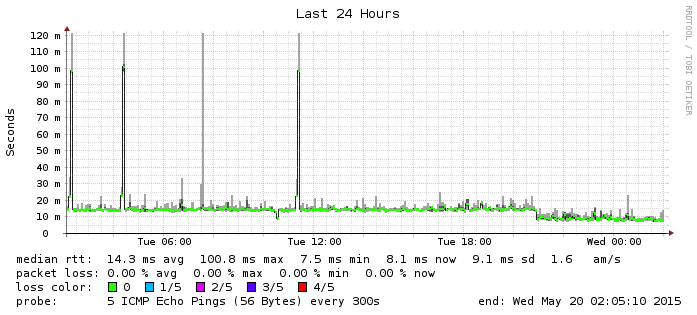 Last 24 Hours
RRDTOOL / TOBI OETIKER
Seconds
120 m
110 m
100 m
90 m
80 m
70 m
60 m
50 m
40 m
30 m
20 m
10 m
0
Tue 06:00 Tue 12:00 Tue 18:00 Wed 00:00
median rtt: 14.3 ms avg 100.8 ms max 7.5 ms min 8.1 ms now 9.1 ms sd 1.6 am/s
packet loss: 0.00 % avg 0.00 % max 0.00 % min 0.00 % now
loss color: 0 1/5 2/5 3/5 4/5
probe: 5 ICMP Echo Pings (56 Bytes) every 300s end: Wed May 20 02:05:10 2015